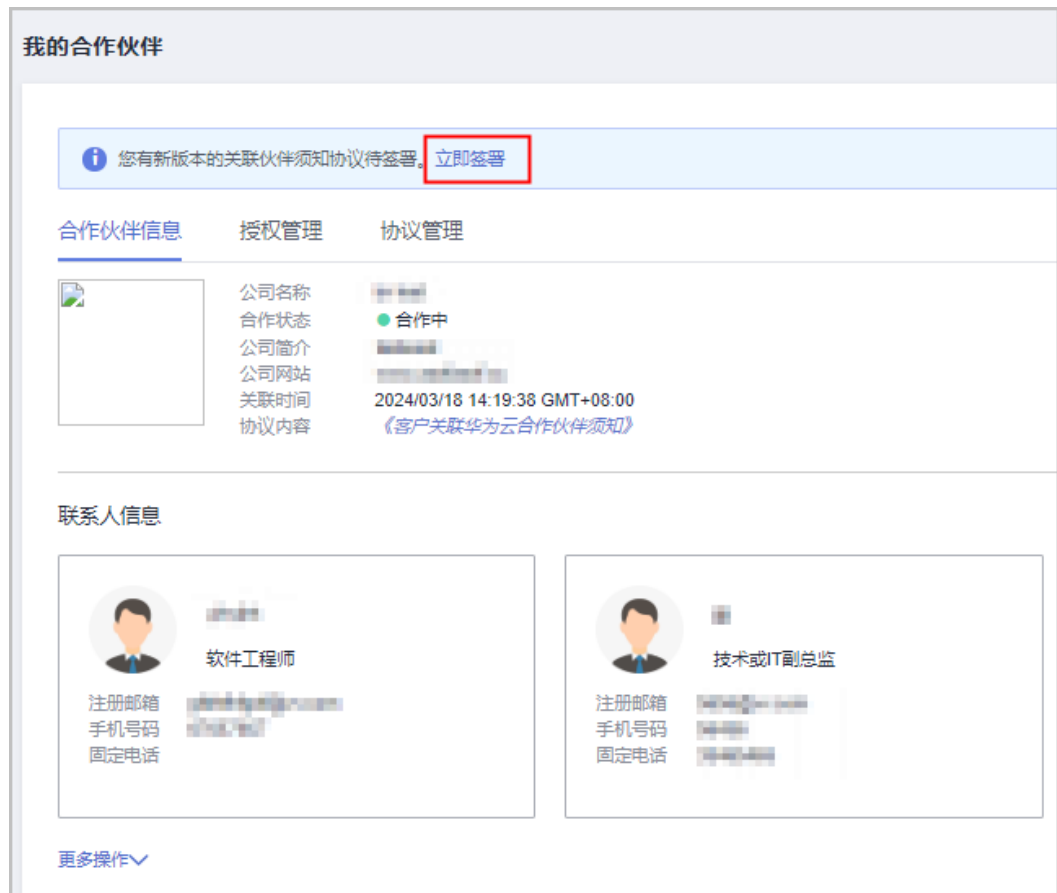 我的合作伙伴
您有新版本的关联伙伴须知协议待签署。立即签署
合作伙伴信息 授权管理 协议管理
公司名称
合作状态 合作中
公司简介
公司网站
关联时间 2024/03/18 14:19:38 GMT+08:00
协议内容 《客户关联华为云合作伙伴须知》
联系人信息
软件工程师
注册邮箱
手机号码
固定电话
技术或IT副总监
注册邮箱
手机号码
固定电话
更多操作